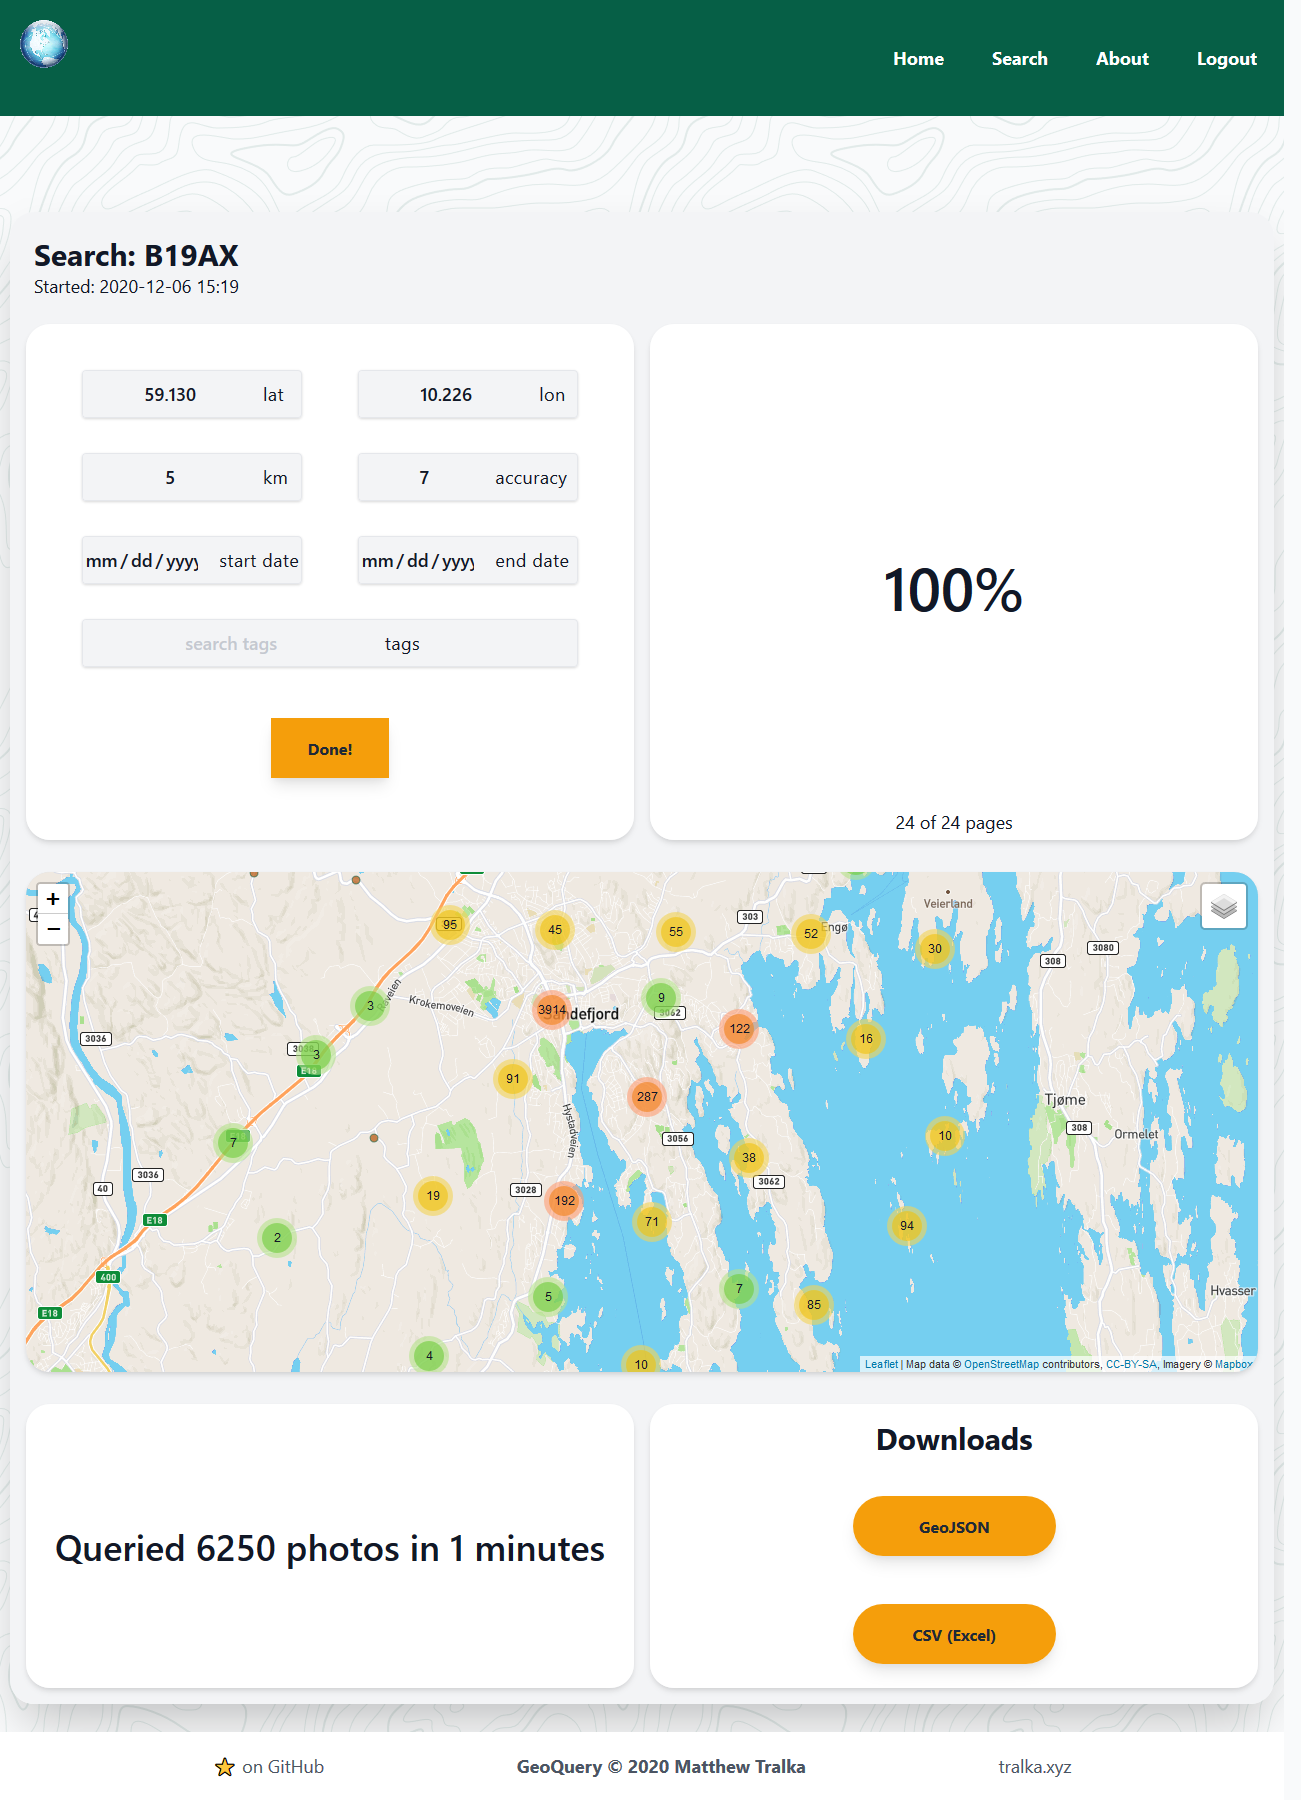 Home Search About Logout
Search: B19AX
Started: 2020-12-06 15:19
59.130 lat
10.226 lon
5 km
7 accuracy
mm/dd/yyyy start date
mm/dd/yyyy end date
search tags tags
Done!
100%
24 of 24 pages
+
−
95
45
55
303
52
Engø
Veierland
30
3080
308
3
Krokemoveien
3914
Sandefjord
9
3062
122
16
3036
3
E18
91
287
Tjøme
308
Ormelet
7
3056
10
Hystadveien
38
3062
3036
40
19
3028
192
71
94
E18
2
400
5
7
85
Hvasser
E18
4
10
Leaflet | Map data © OpenStreetMap contributors, CC-BY-SA, Imagery © Mapbox
Queried 6250 photos in 1 minutes
Downloads
GeoJSON
CSV (Excel)
on GitHub
GeoQuery © 2020 Matthew Tralka
tralka.xyz